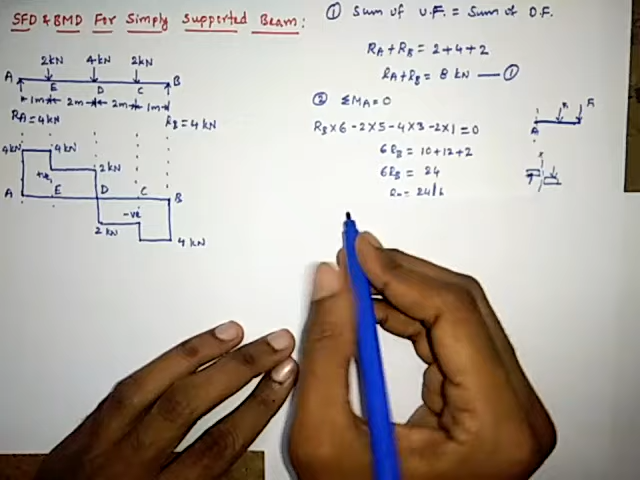 SFD & BMD For Simply Supported Beam:
2kN 4kN 2kN
A E D C B
1m 2m 2m 1m
RA=4kN RB=4kN
4kN 4kN
2kN
+ve
A E D C B
-ve
2kN
4kN
① Sum of U.F. = Sum of D.F.
RA+RB = 2+4+2
RA+RB = 8 kN — ①
② ΣMA=0
RB×6 -2×5 -4×3 -2×1=0
6RB = 10+12+2
6RB = 24
= 24/6
A